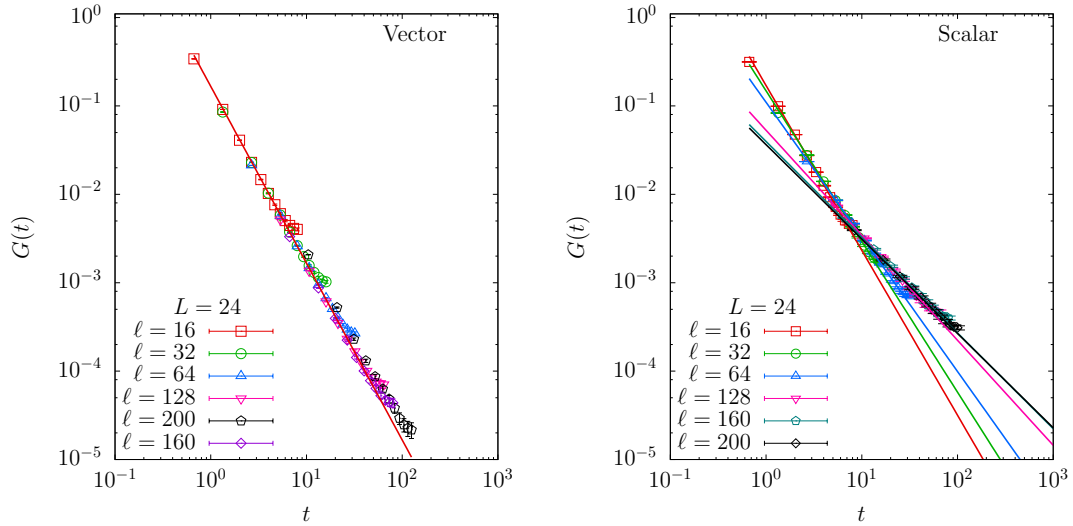 Vector
G(t)
10^0
10^{-1}
10^{-2}
10^{-3}
10^{-4}
10^{-5}
L = 24
ℓ = 16
ℓ = 32
ℓ = 64
ℓ = 128
ℓ = 200
ℓ = 160
10^{-1} 10^0 10^1 10^2 10^3
t
Scalar
G(t)
10^0
10^{-1}
10^{-2}
10^{-3}
10^{-4}
10^{-5}
L = 24
ℓ = 16
ℓ = 32
ℓ = 64
ℓ = 128
ℓ = 160
ℓ = 200
10^{-1} 10^0 10^1 10^2 10^3
t